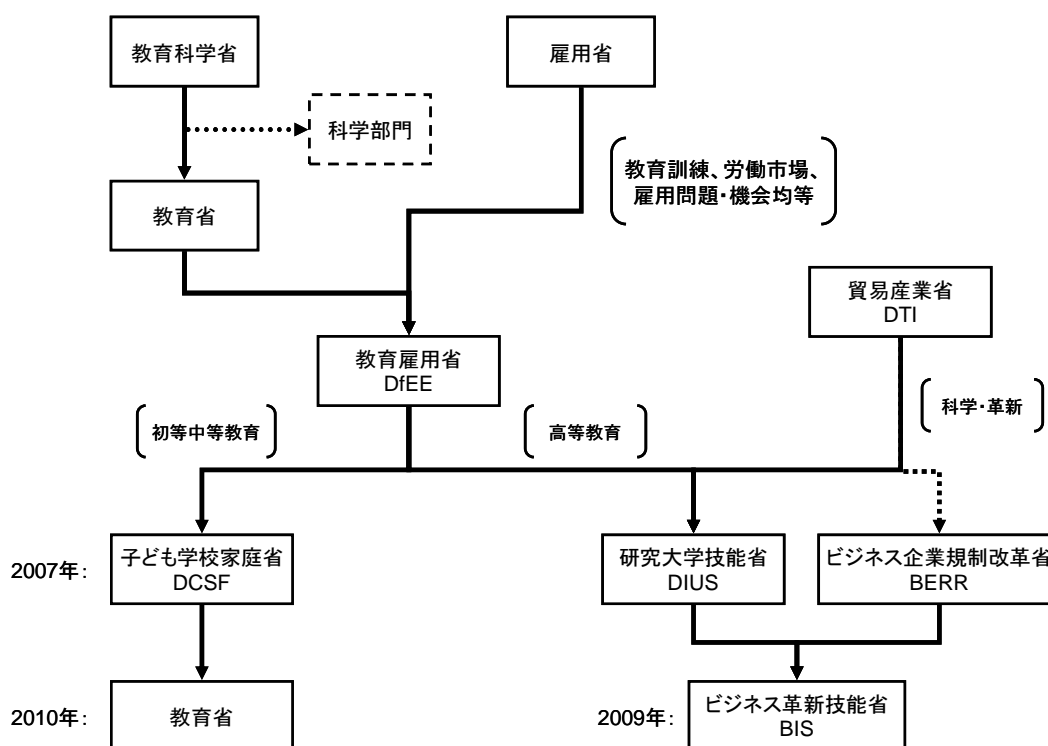 教育科学省
雇用省
科学部門
教育訓練、労働市場、
雇用問題・機会均等
教育省
貿易産業省
DTI
教育雇用省
DfEE
科学・革新
初等中等教育
高等教育
2007年:
子ども学校家庭省
DCSF
研究大学技能省
DIUS
ビジネス企業規制改革省
BERR
2010年:
教育省
2009年:
ビジネス革新技能省
BIS